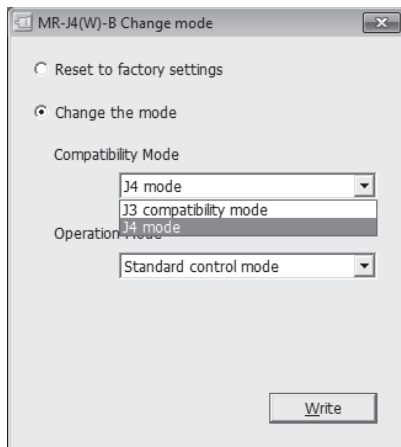 MR-J4(W)-B Change mode
Reset to factory settings
Change the mode
Compatibility Mode
J4 mode
J3 compatibility mode
J4 mode
Operation Mode
Standard control mode
Write